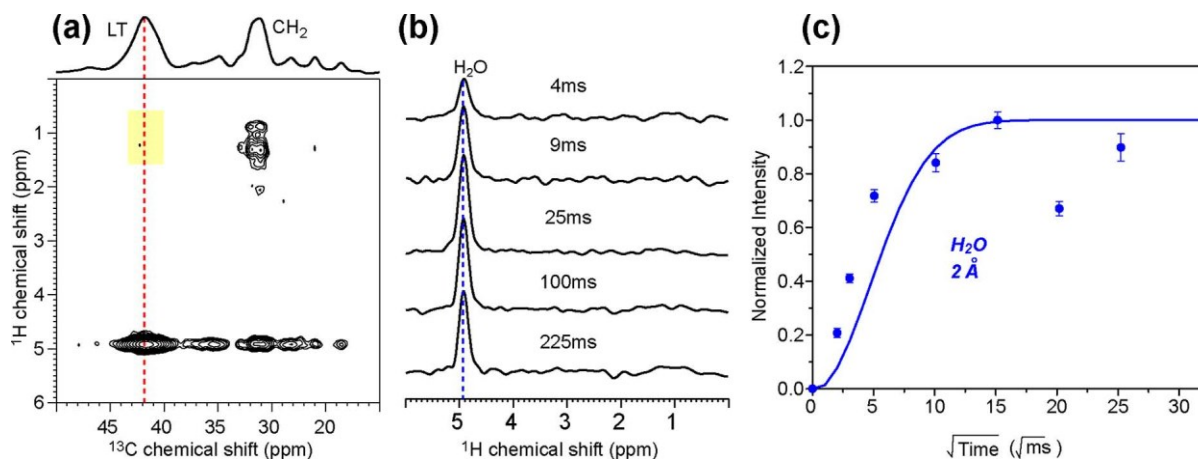 (a)
LT
CH₂
1
2
3
4
5
6
¹H chemical shift (ppm)
45 40 35 30 25 20
¹³C chemical shift (ppm)
(b)
H₂O
4ms
9ms
25ms
100ms
225ms
6 5 4 3 2 1
¹H chemical shift (ppm)
(c)
1.2
1.0
0.8
0.6
0.4
0.2
0.0
Normalized Intensity
H₂O
2 Å
0 5 10 15 20 25 30
√Time (√ms)